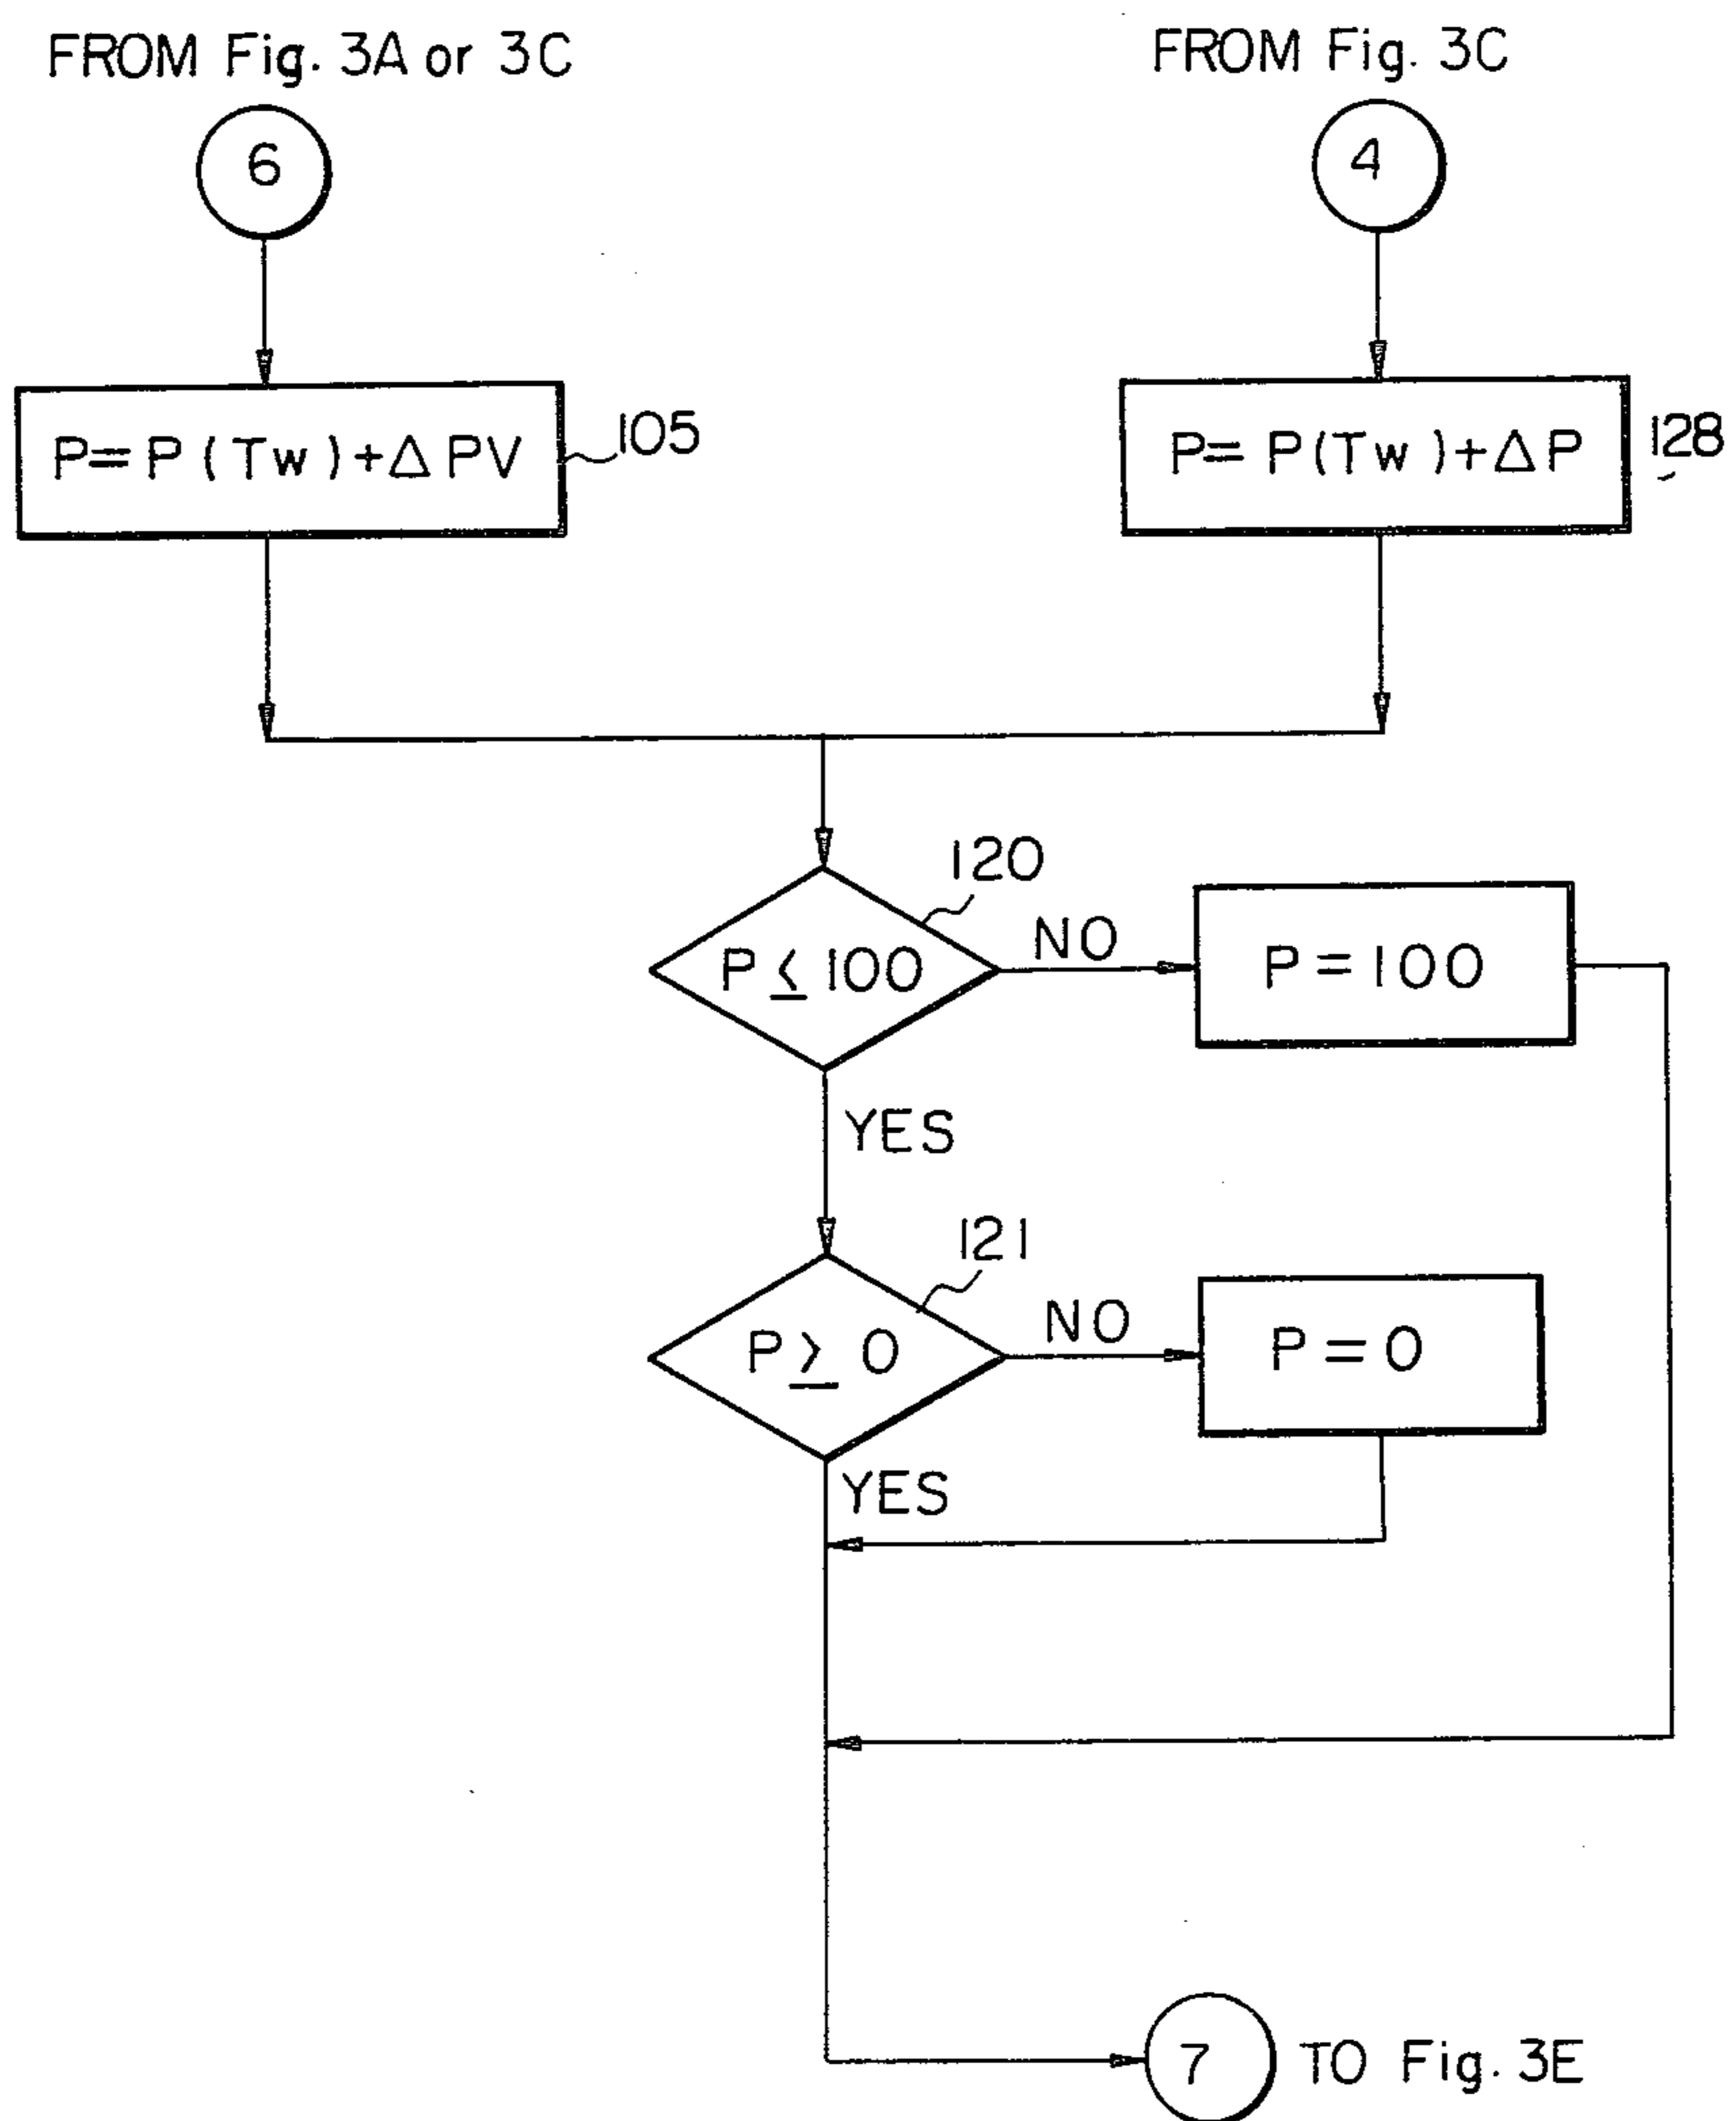 FROM Fig. 3A or 3C
FROM Fig. 3C
6
4
P=P(Tw)+ΔPV
105
P=P(Tw)+ΔP
128
120
P≤100
NO
P=100
YES
121
P≥0
NO
P=0
YES
7
TO Fig. 3E